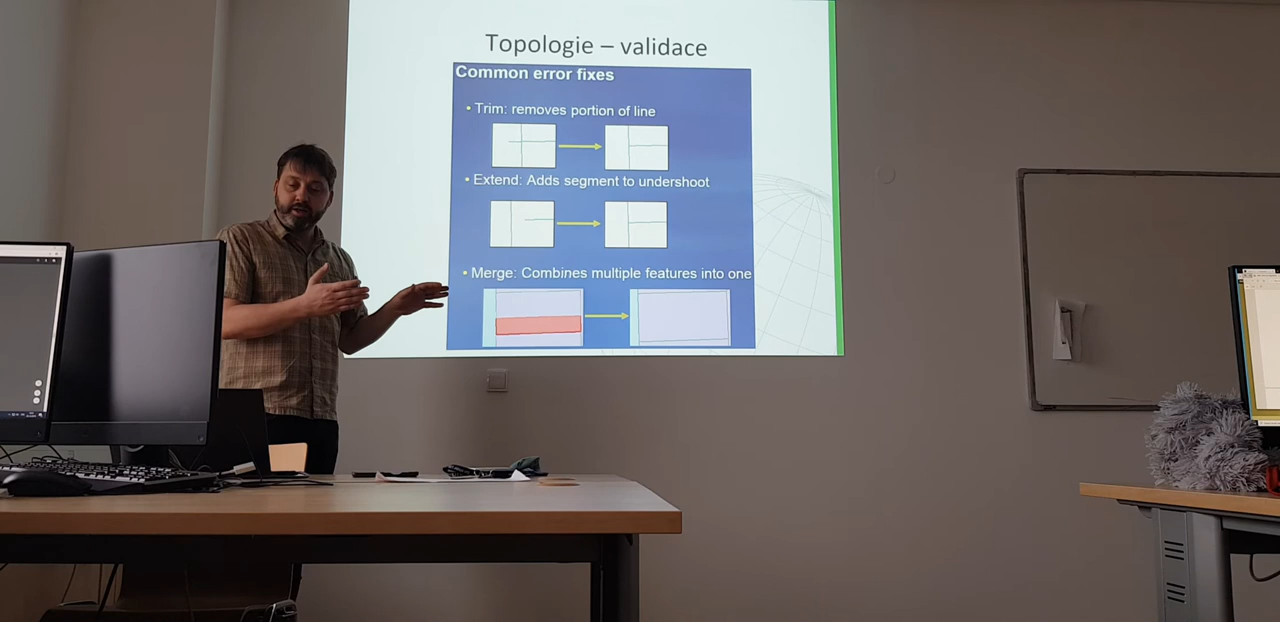 Topologie – validace
Common error fixes
• Trim: removes portion of line
• Extend: Adds segment to undershoot
• Merge: Combines multiple features into one